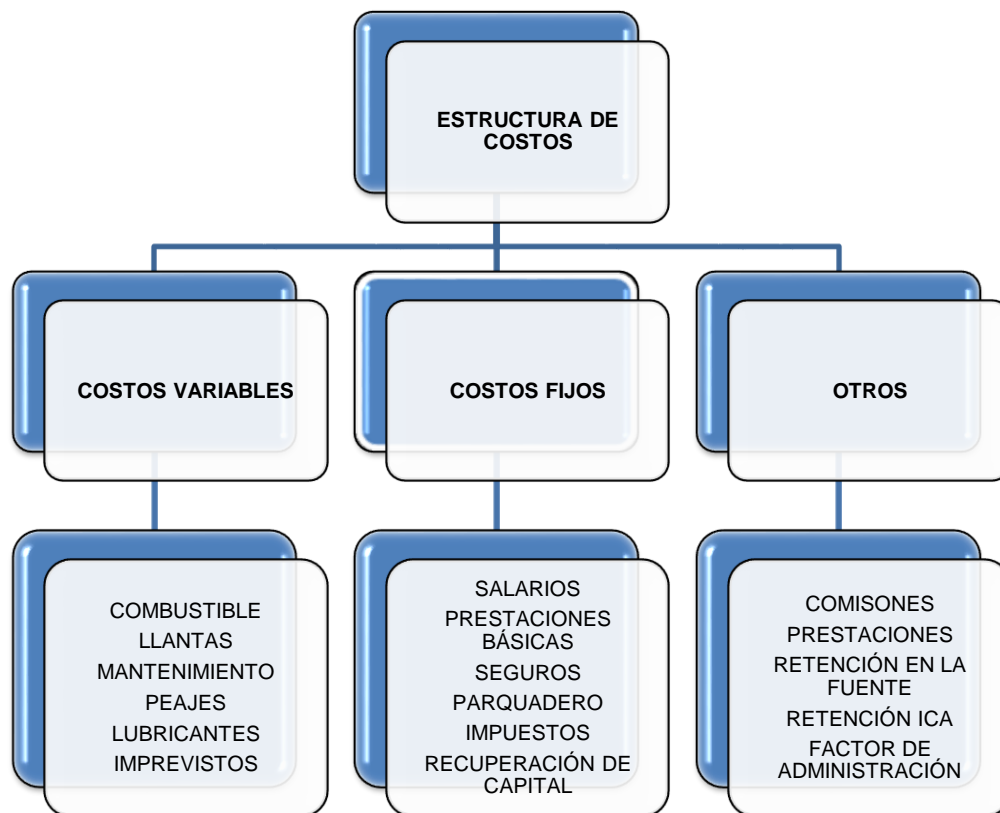 ESTRUCTURA DE
COSTOS
COSTOS VARIABLES
COSTOS FIJOS
OTROS
COMBUSTIBLE
LLANTAS
MANTENIMIENTO
PEAJES
LUBRICANTES
IMPREVISTOS
SALARIOS
PRESTACIONES
BÁSICAS
SEGUROS
PARQUADERO
IMPUESTOS
RECUPERACIÓN DE
CAPITAL
COMISONES
PRESTACIONES
RETENCIÓN EN LA
FUENTE
RETENCIÓN ICA
FACTOR DE
ADMINISTRACIÓN